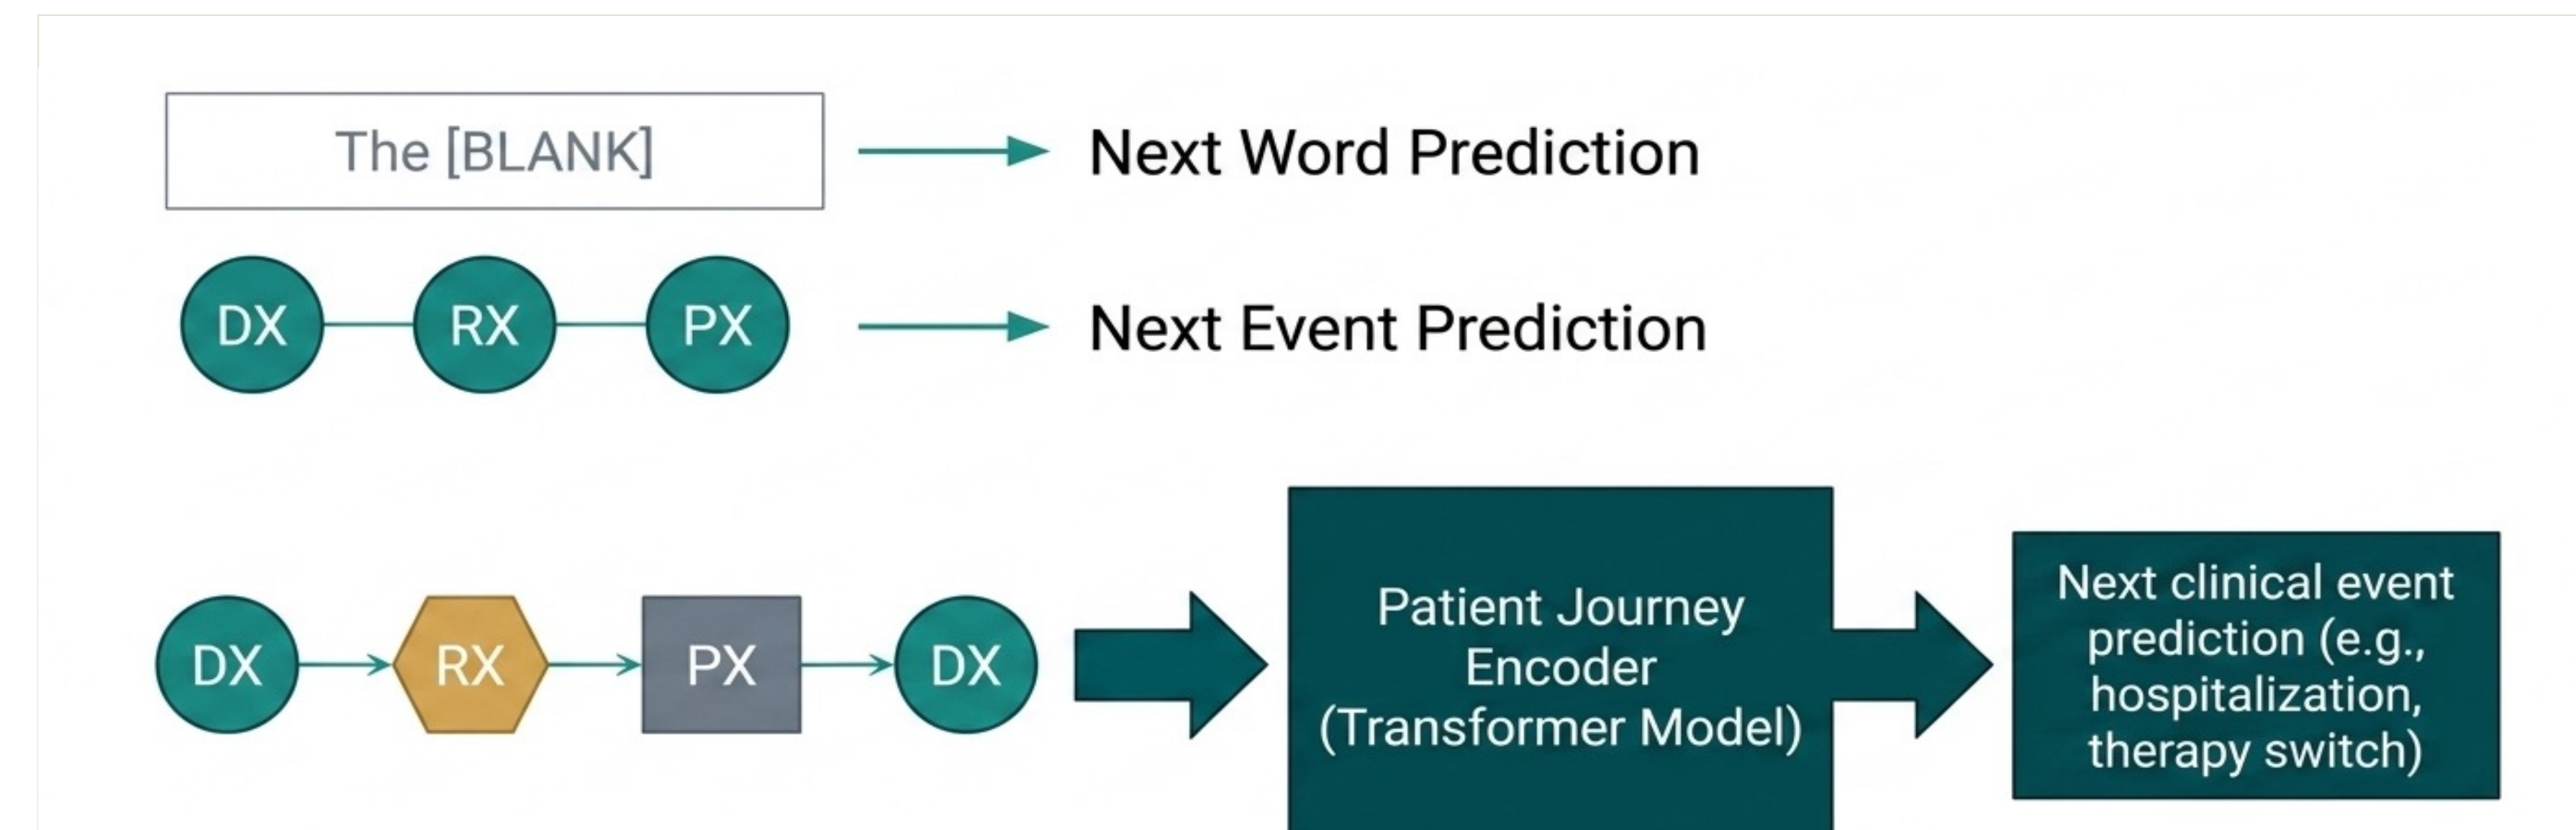 The [BLANK]
Next Word Prediction
DX
RX
PX
Next Event Prediction
DX
RX
PX
DX
Patient Journey
Encoder
(Transformer Model)
Next clinical event
prediction (e.g.,
hospitalization,
therapy switch)